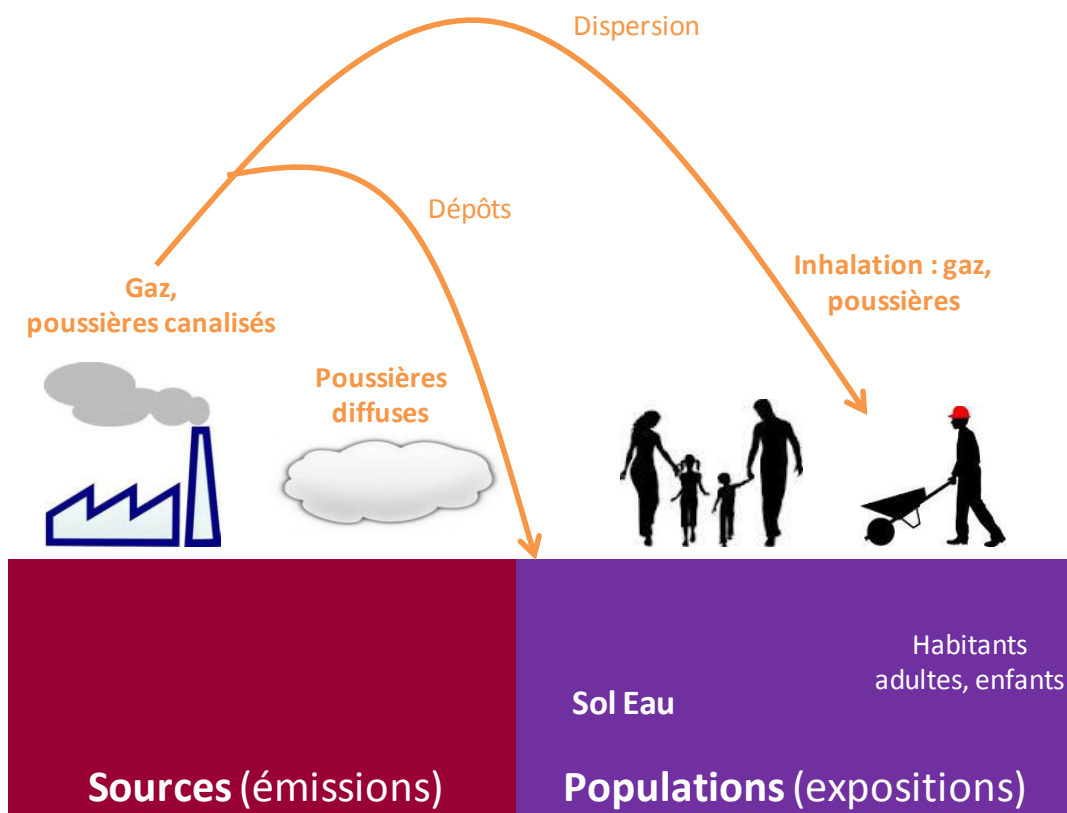 Dispersion
Dépôts
Inhalation : gaz,
poussières
Gaz,
poussières canalisés
Poussières
diffuses
Habitants
adultes, enfants
Sol Eau
Sources (émissions)
Populations (expositions)